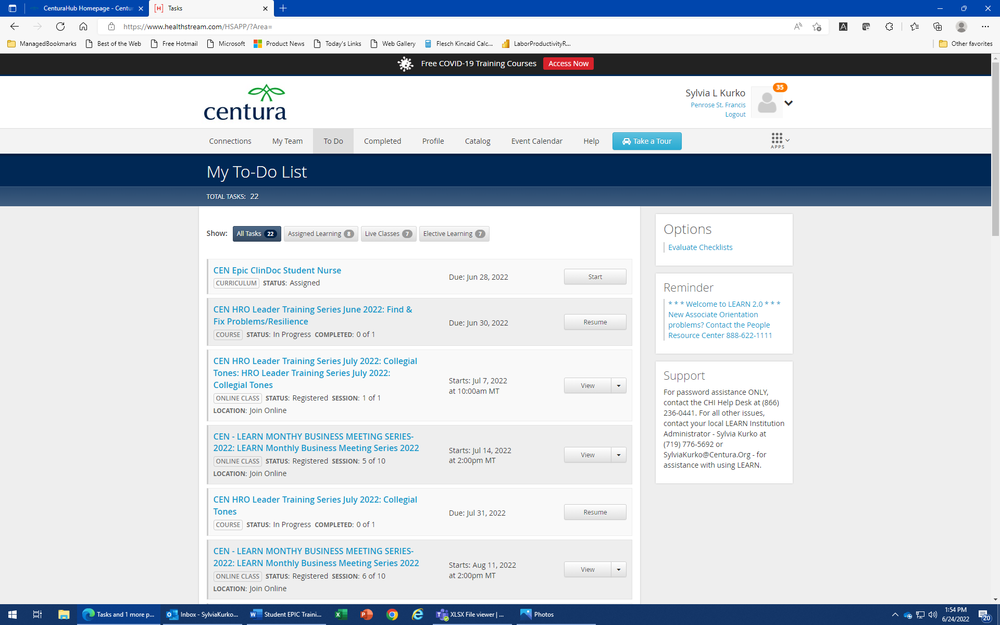 CenturaHub Homepage - Centur
Tasks
https://www.healthstream.com/HSAPP/?Area=
ManagedBookmarks
Best of the Web
Free Hotmail
Microsoft
Product News
Today's Links
Web Gallery
Flesch Kincaid Calc...
LaborProductivityR...
Other favorites
Free COVID-19 Training Courses
Access Now
centura
Sylvia L Kurko
35
Penrose St. Francis
Logout
Connections
My Team
To Do
Completed
Profile
Catalog
Event Calendar
Help
Take a Tour
APPS
My To-Do List
TOTAL TASKS: 22
Show:
All Tasks 22
Assigned Learning 8
Live Classes 7
Elective Learning 7
CEN Epic ClinDoc Student Nurse
CURRICULUM STATUS: Assigned
Due: Jun 28, 2022
Start
CEN HRO Leader Training Series June 2022: Find &
Fix Problems/Resilience
COURSE STATUS: In Progress COMPLETED: 0 of 1
Due: Jun 30, 2022
Resume
CEN HRO Leader Training Series July 2022: Collegial
Tones: HRO Leader Training Series July 2022:
Collegial Tones
ONLINE CLASS STATUS: Registered SESSION: 1 of 1
LOCATION: Join Online
Starts: Jul 7, 2022
at 10:00am MT
View
CEN - LEARN MONTHY BUSINESS MEETING SERIES-
2022: LEARN Monthly Business Meeting Series 2022
ONLINE CLASS STATUS: Registered SESSION: 5 of 10
LOCATION: Join Online
Starts: Jul 14, 2022
at 2:00pm MT
View
CEN HRO Leader Training Series July 2022: Collegial
Tones
COURSE STATUS: In Progress COMPLETED: 0 of 1
Due: Jul 31, 2022
Resume
CEN - LEARN MONTHY BUSINESS MEETING SERIES-
2022: LEARN Monthly Business Meeting Series 2022
ONLINE CLASS STATUS: Registered SESSION: 6 of 10
LOCATION: Join Online
Starts: Aug 11, 2022
at 2:00pm MT
View
Options
Evaluate Checklists
Reminder
* * * Welcome to LEARN 2.0 * * *
New Associate Orientation
problems? Contact the People
Resource Center 888-622-1111
Support
For password assistance ONLY,
contact the CHI Help Desk at (866)
236-0441. For all other issues,
contact your local LEARN Institution
Administrator - Sylvia Kurko at
(719) 776-5692 or
SylviaKurko@Centura.Org - for
assistance with using LEARN.
Tasks and 1 more p...
Inbox - SylviaKurko...
Student EPIC Traini...
XLSX File viewer | ...
Photos
1:54 PM
6/24/2022
20